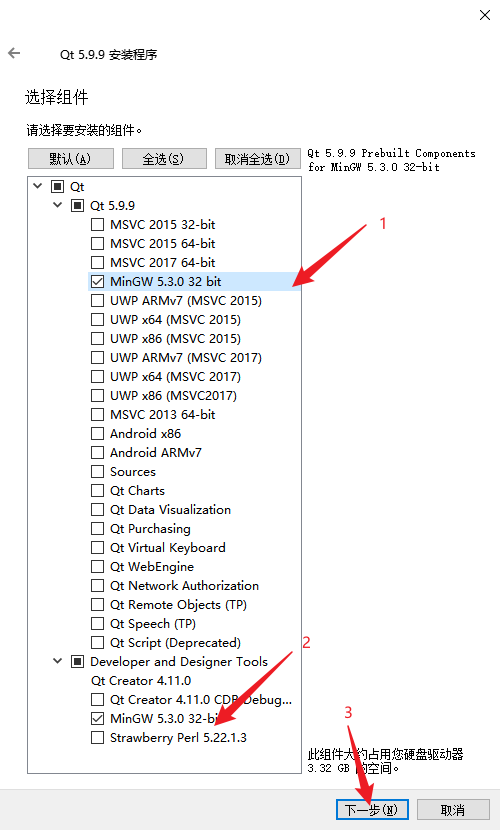 Qt 5.9.9 安装程序
选择组件
请选择要安装的组件。
默认(A)
全选(S)
取消全选(D)
Qt 5.9.9 Prebuilt Components
for MinGW 5.3.0 32-bit
Qt
Qt 5.9.9
1
MSVC 2015 32-bit
MSVC 2015 64-bit
MSVC 2017 64-bit
MinGW 5.3.0 32 bit
UWP ARMv7 (MSVC 2015)
UWP x64 (MSVC 2015)
UWP x86 (MSVC 2015)
UWP ARMv7 (MSVC 2017)
UWP x64 (MSVC 2017)
UWP x86 (MSVC2017)
MSVC 2013 64-bit
Android x86
Android ARMv7
Sources
Qt Charts
Qt Data Visualization
Qt Purchasing
Qt Virtual Keyboard
Qt WebEngine
Qt Network Authorization
Qt Remote Objects (TP)
Qt Speech (TP)
Qt Script (Deprecated)
2
Developer and Designer Tools
Qt Creator 4.11.0
Qt Creator 4.11.0 CDB Debug...
MinGW 5.3.0 32-bit
Strawberry Perl 5.22.1.3
3
此组件大约占用您硬盘驱动器
3.32 GB 的空间。
下一步(N)
取消